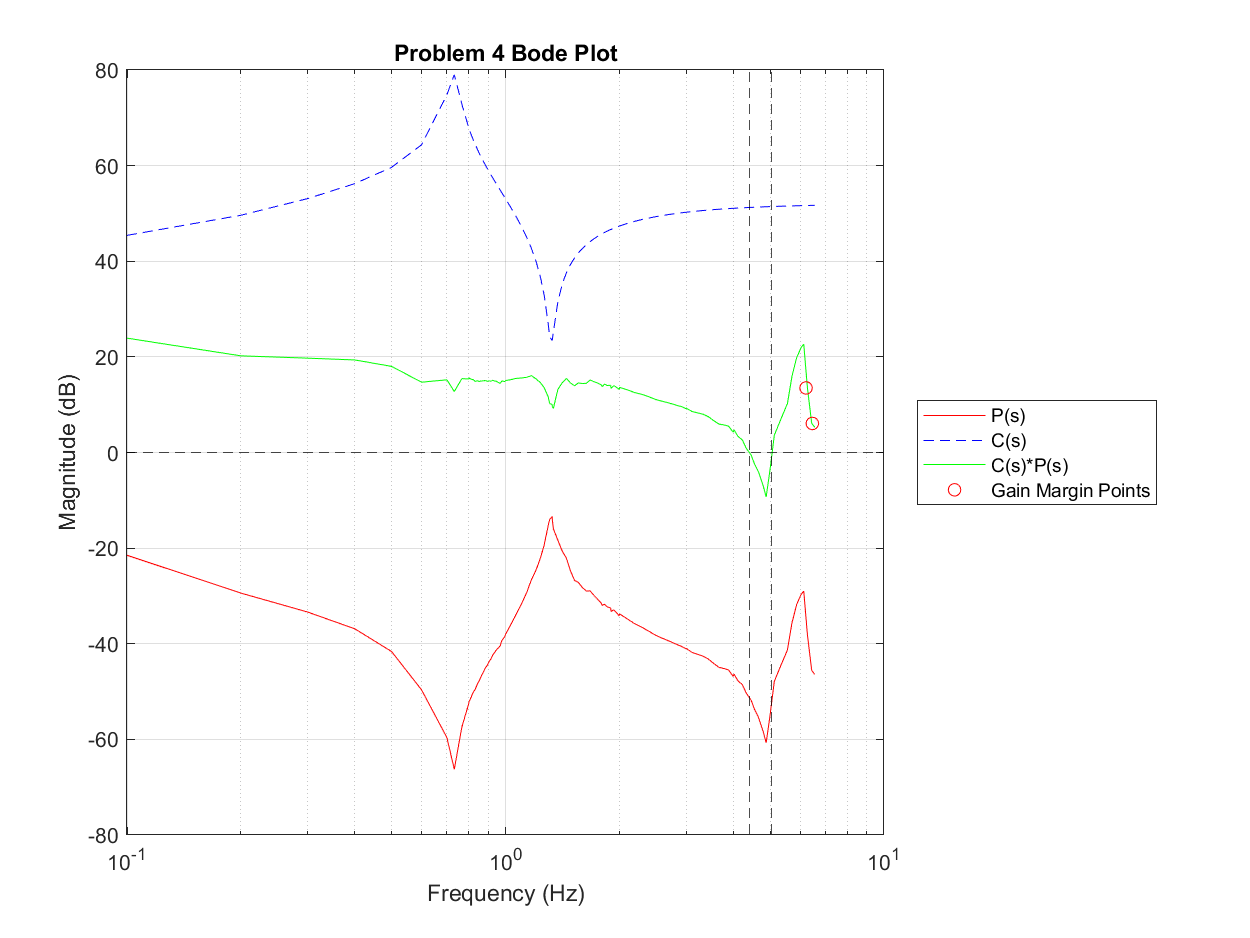 Problem 4 Bode Plot
80
60
40
20
0
-20
-40
-60
-80
Magnitude (dB)
10^-1
10^0
10^1
Frequency (Hz)
P(s)
C(s)
C(s)*P(s)
Gain Margin Points